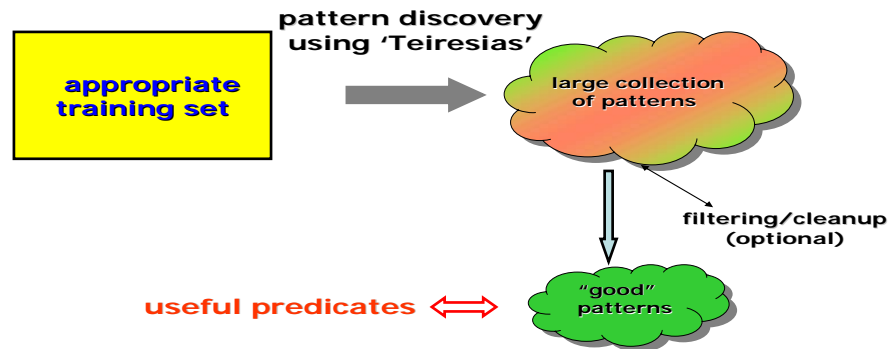 pattern discovery
using ‘Teiresias’
appropriate
training set
large collection
of patterns
filtering/cleanup
(optional)
“good”
patterns
useful predicates